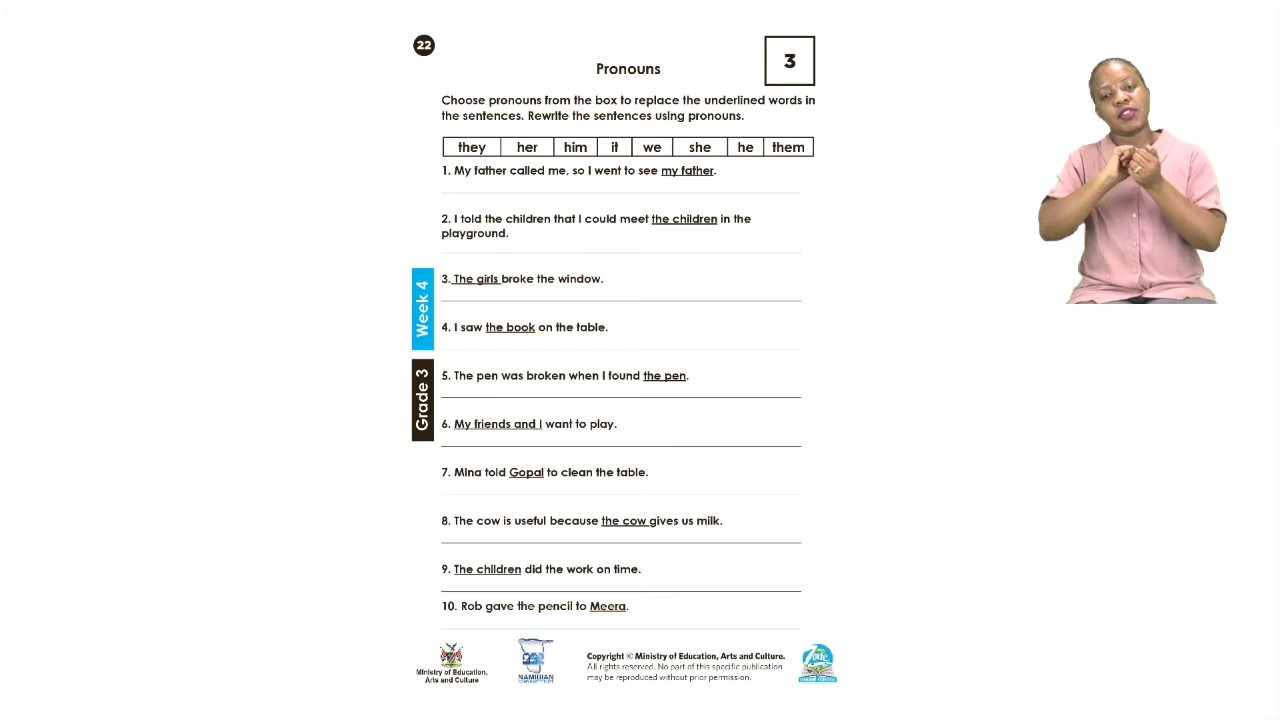 22
3
Pronouns
Choose pronouns from the box to replace the underlined words in
the sentences. Rewrite the sentences using pronouns.
they her him it we she he them
1. My father called me, so I went to see my father.
2. I told the children that I could meet the children in the
playground.
3. The girls broke the window.
4. I saw the book on the table.
5. The pen was broken when I found the pen.
6. My friends and I want to play.
7. Mina told Gopal to clean the table.
8. The cow is useful because the cow gives us milk.
9. The children did the work on time.
10. Rob gave the pencil to Meera.
Week 4
Grade 3
Ministry of Education,
Arts and Culture
NAMIBIAN
Copyright © Ministry of Education, Arts and Culture.
All rights reserved. No part of this specific publication
may be reproduced without prior permission.
Zone
ONLINE SCHOOL